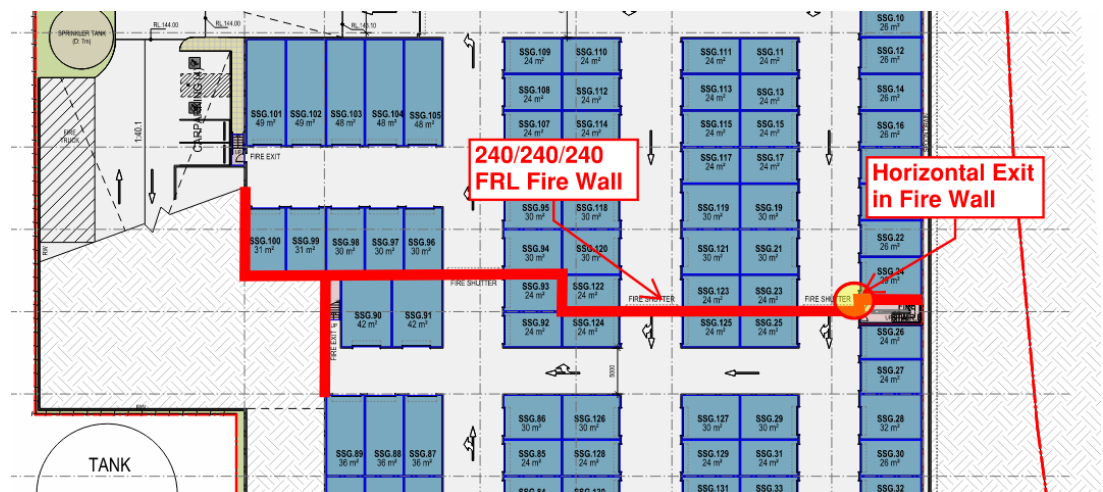 RL.144.00
RL.144.00
SPRINKLER TANK
FIRE
TRUCK
1:40.1
CARPARKING
FIRE EXIT
SSG.101
49 m²
SSG.102
49 m²
SSG.103
48 m²
SSG.104
48 m²
SSG.105
48 m²
SSG.109
24 m²
SSG.110
24 m²
SSG.108
24 m²
SSG.112
24 m²
SSG.107
SSG.114
SSG.111
24 m²
SSG.11
24 m²
SSG.113
24 m²
SSG.13
24 m²
SSG.115
24 m²
SSG.15
24 m²
SSG.117
24 m²
SSG.17
24 m²
SSG.119
30 m²
SSG.19
30 m²
SSG.121
30 m²
SSG.21
30 m²
SSG.123
24 m²
SSG.23
24 m²
SSG.125
24 m²
SSG.25
24 m²
SSG.10
26 m²
SSG.12
26 m²
SSG.14
26 m²
SSG.16
26 m²
SSG.22
26 m²
SSG.24
240/240/240
FRL Fire Wall
Horizontal Exit
in Fire Wall
SSG.95
30 m²
SSG.118
30 m²
SSG.94
30 m²
SSG.120
30 m²
SSG.93
24 m²
SSG.122
24 m²
SSG.92
24 m²
SSG.124
24 m²
SSG.100
31 m²
SSG.99
31 m²
SSG.98
30 m²
SSG.97
30 m²
SSG.96
30 m²
FIRE SHUTTER
FIRE SHUTTER
FIRE SHUTTER
RW
FIRE EXIT
SSG.90
42 m²
SSG.91
42 m²
SSG.26
24 m²
SSG.27
24 m²
SSG.28
32 m²
SSG.30
26 m²
SSG.32
RW
TANK
SSG.89
36 m²
SSG.88
36 m²
SSG.87
36 m²
SSG.86
30 m²
SSG.126
30 m²
SSG.85
24 m²
SSG.128
24 m²
SSG.127
30 m²
SSG.29
30 m²
SSG.129
24 m²
SSG.31
24 m²
SSG.131
SSG.33